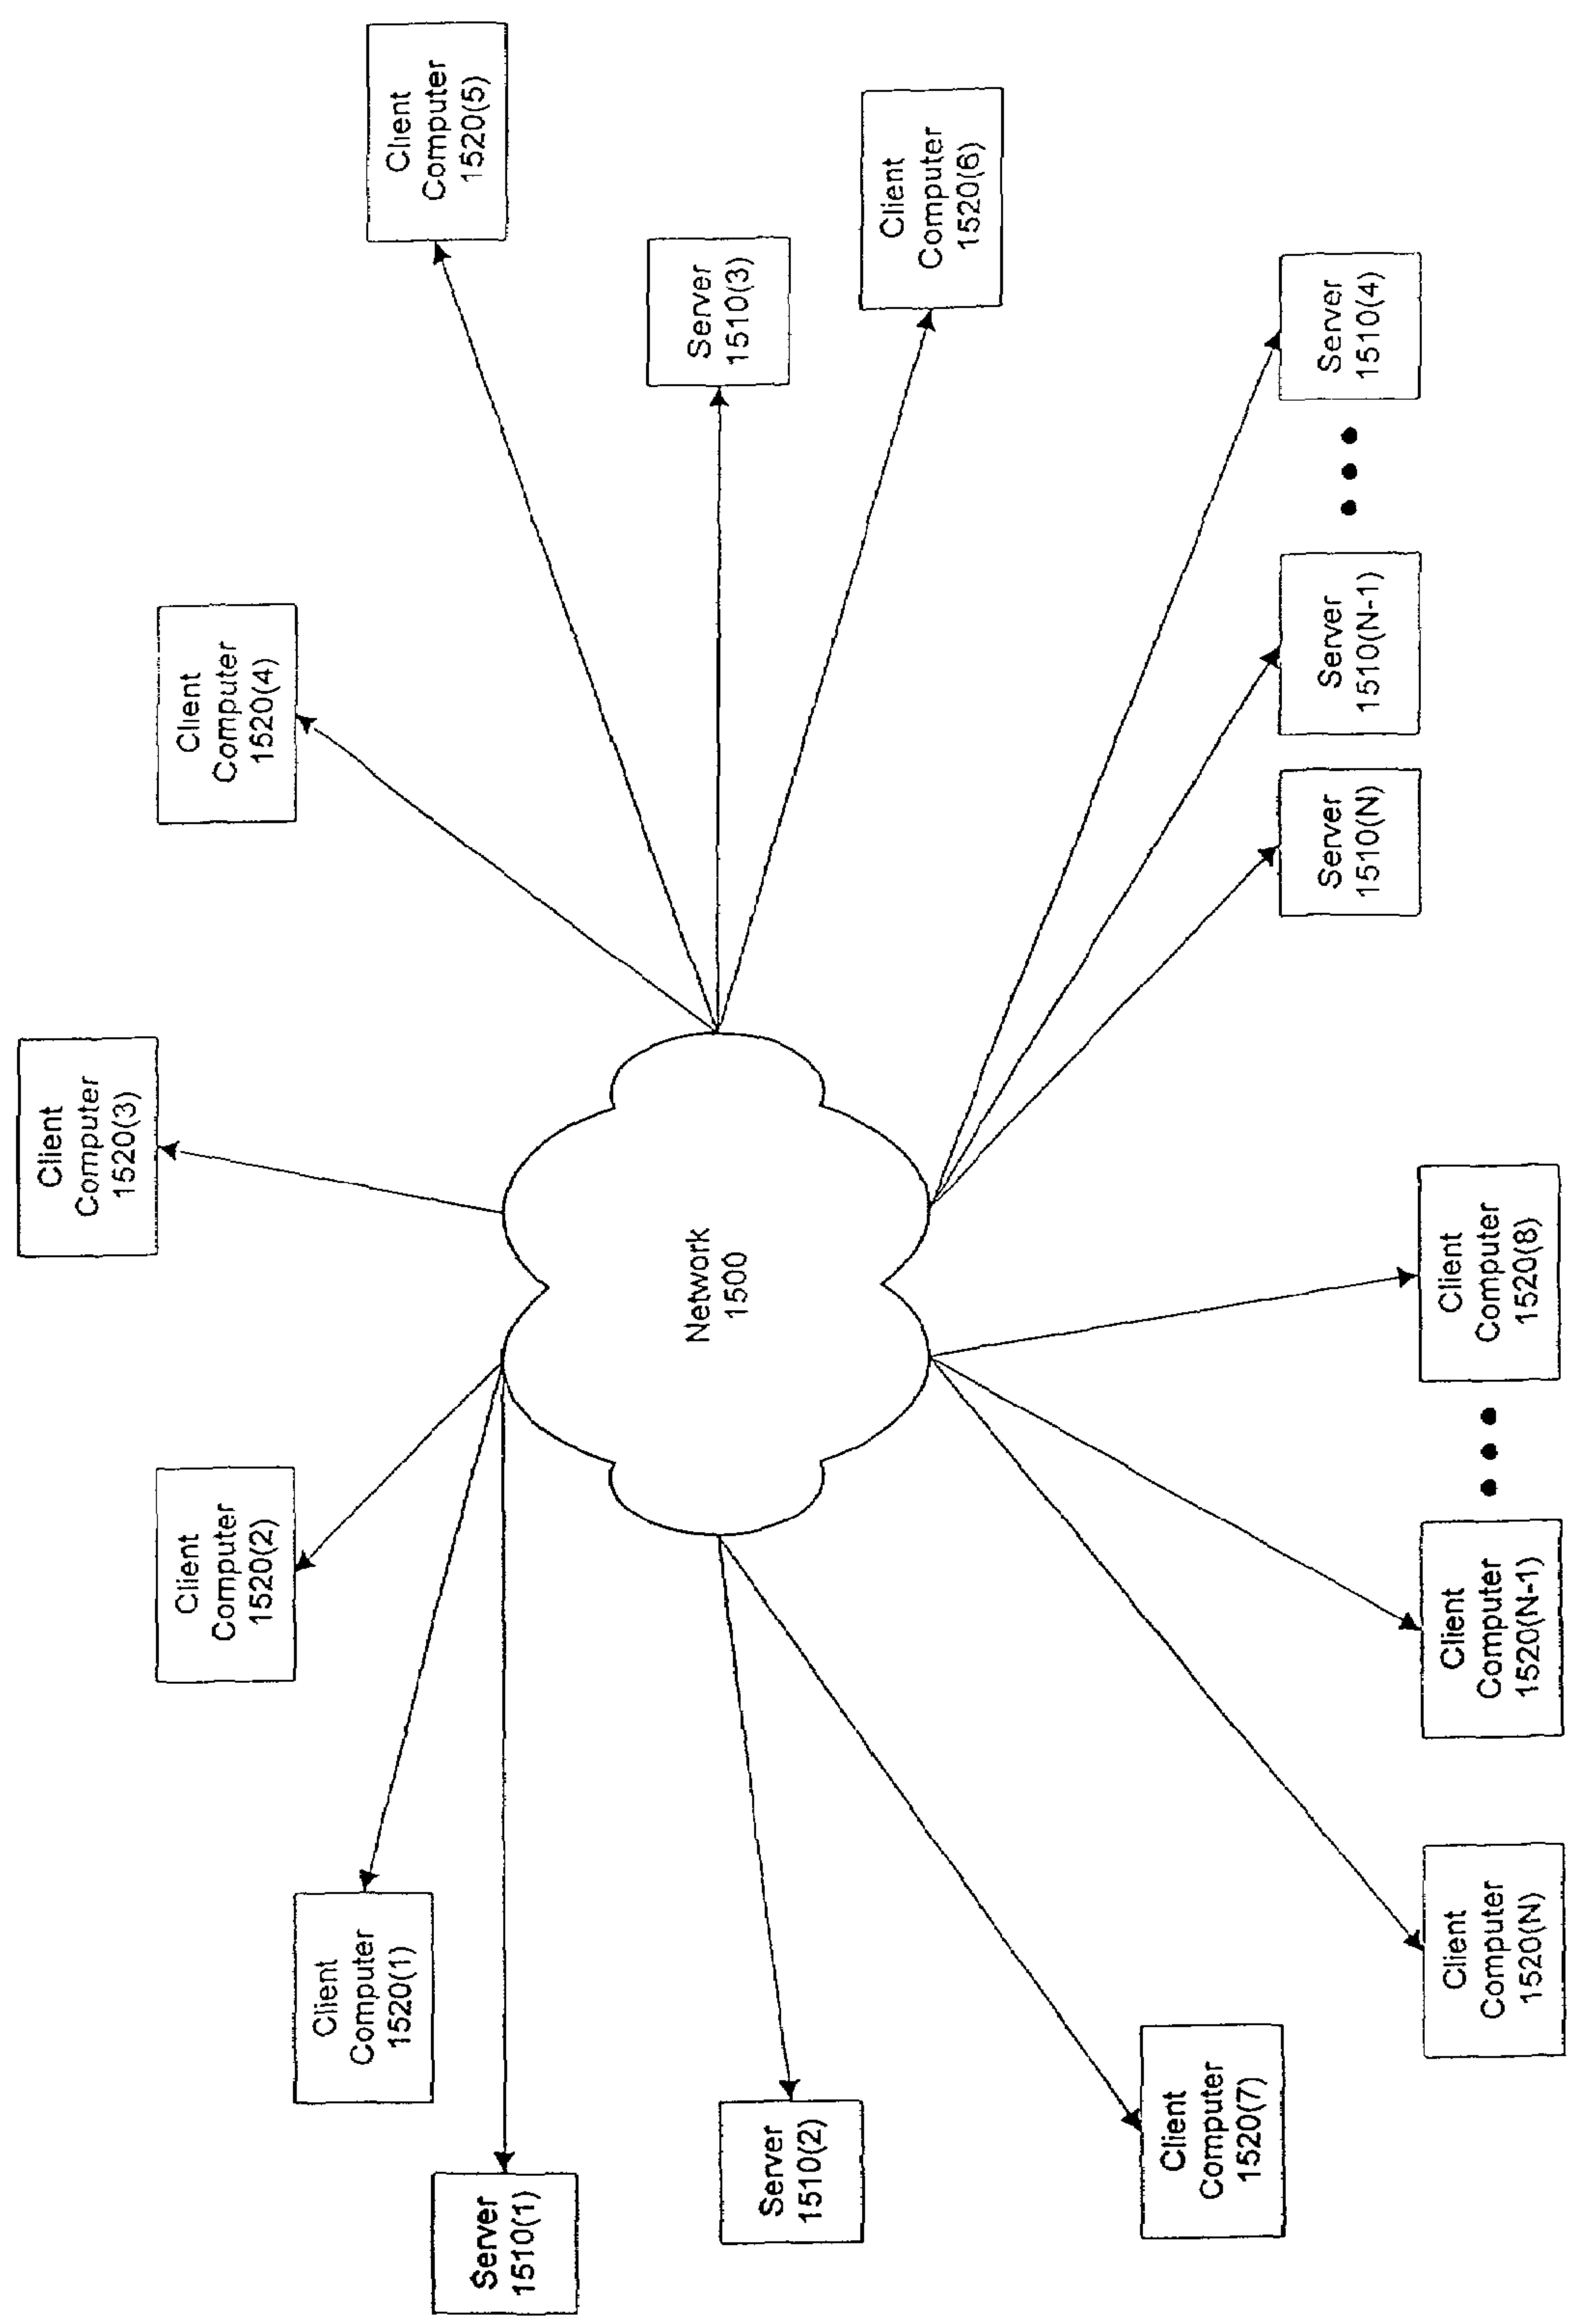 Client
Computer
1520(3)
Client
Computer
1520(2)
Client
Computer
1520(4)
Client
Computer
1520(1)
Client
Computer
1520(5)
Server
1510(1)
Network
1500
Server
1510(3)
Server
1510(2)
Client
Computer
1520(6)
Client
Computer
1520(7)
Server
1510(N)
Server
1510(N-1)
Server
1510(4)
Client
Computer
1520(N)
Client
Computer
1520(N-1)
Client
Computer
1520(8)